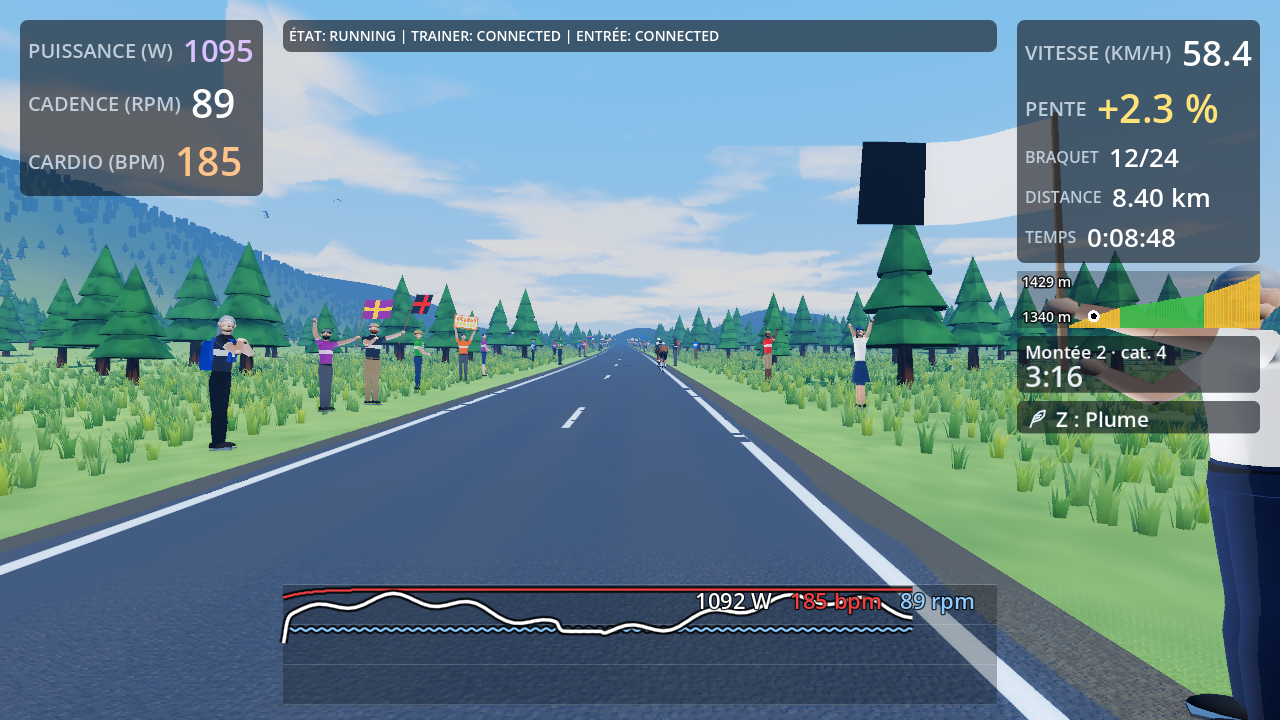 PUISSANCE (W) 1095
CADENCE (RPM) 89
CARDIO (BPM) 185
ÉTAT: RUNNING | TRAINER: CONNECTED | ENTRÉE: CONNECTED
VITESSE (KM/H) 58.4
PENTE +2.3 %
BRAQUET 12/24
DISTANCE 8.40 km
TEMPS 0:08:48
1429 m
1340 m
Montée 2 · cat. 4
3:16
Z : Plume
1092 W 185 bpm 89 rpm